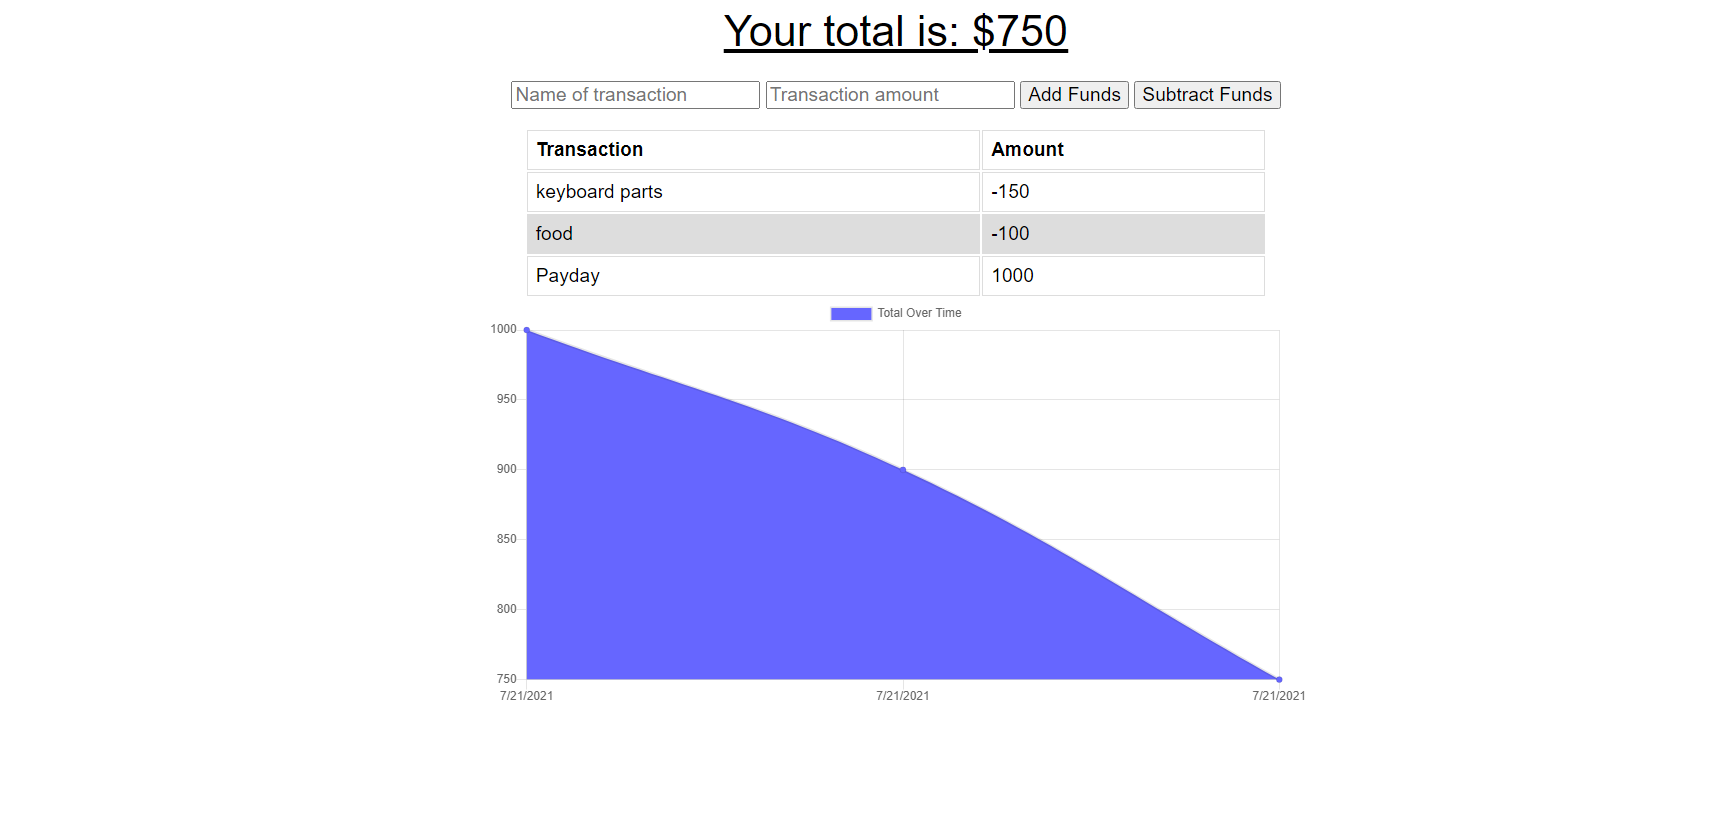 Your total is: $750
Name of transaction Transaction amount Add Funds Subtract Funds
Transaction Amount
keyboard parts -150
food -100
Payday 1000
Total Over Time
1000
950
900
850
800
750
7/21/2021 7/21/2021 7/21/2021